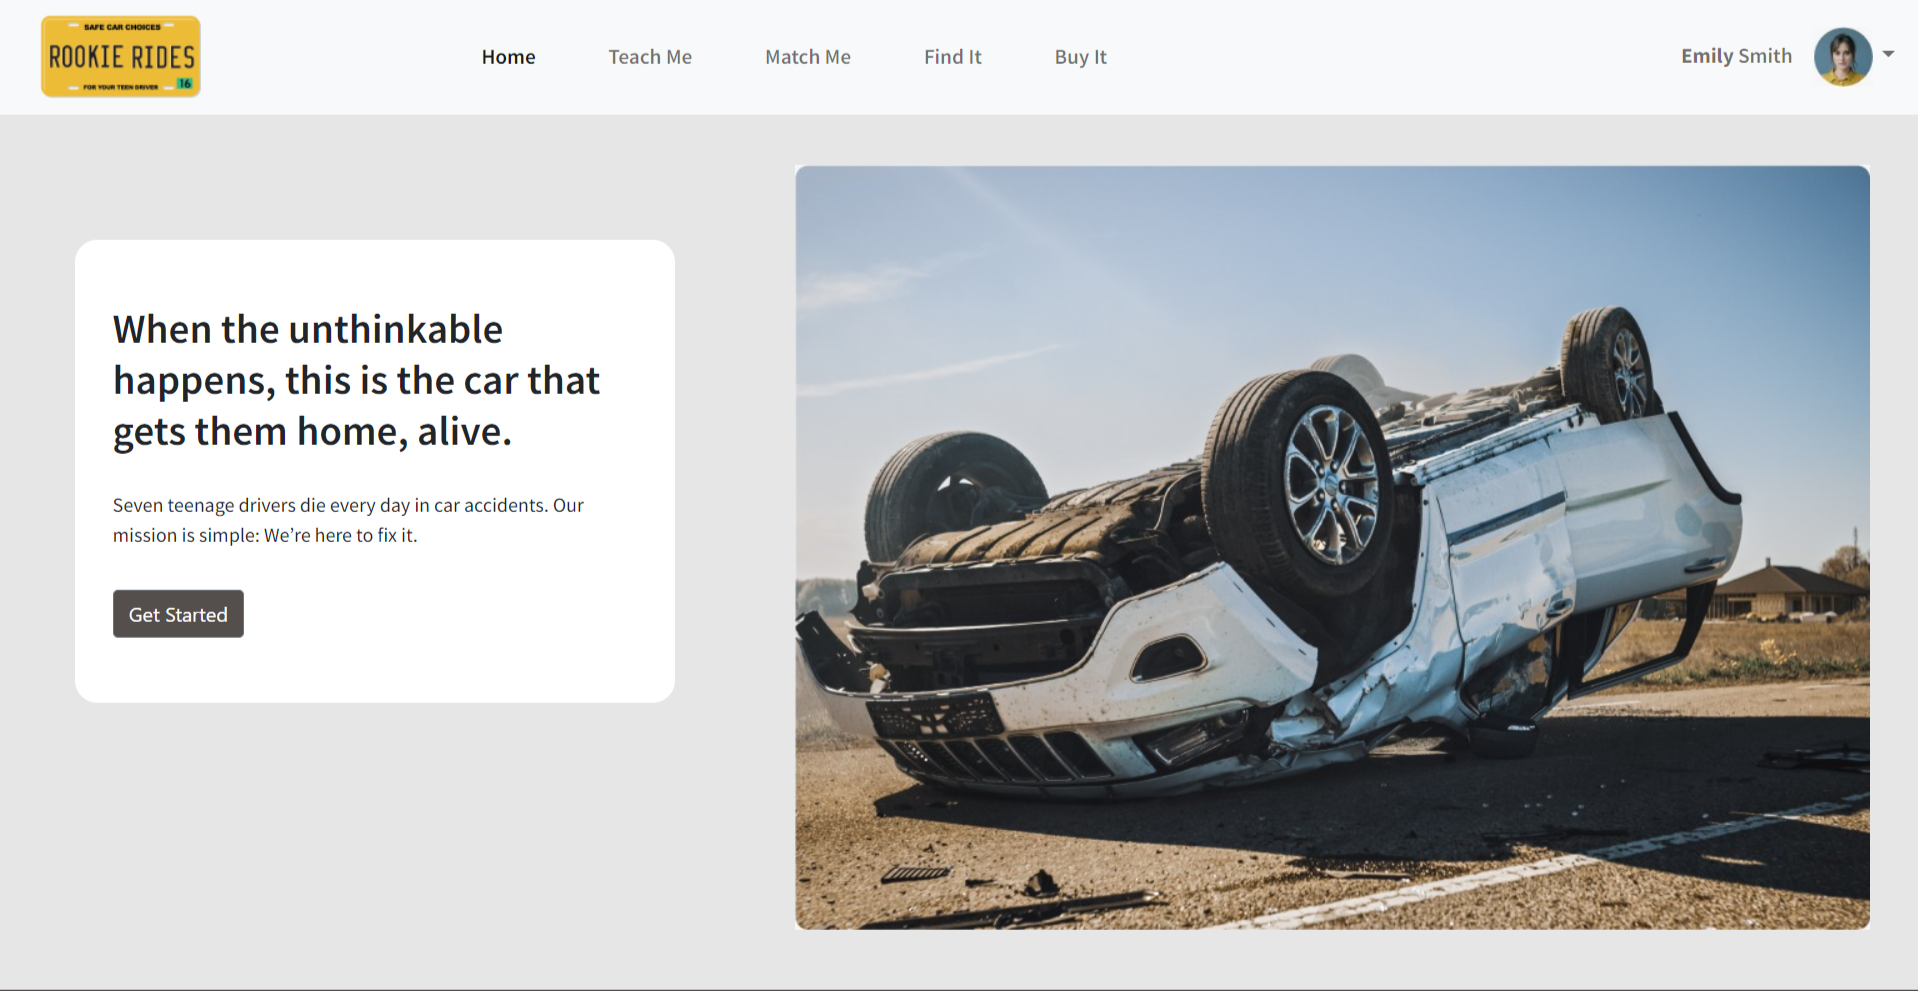 SAFE CAR CHOICES
ROOKIE RIDES
FOR YOUR TEEN DRIVER
16
Home
Teach Me
Match Me
Find It
Buy It
Emily Smith
When the unthinkable
happens, this is the car that
gets them home, alive.
Seven teenage drivers die every day in car accidents. Our
mission is simple: We’re here to fix it.
Get Started